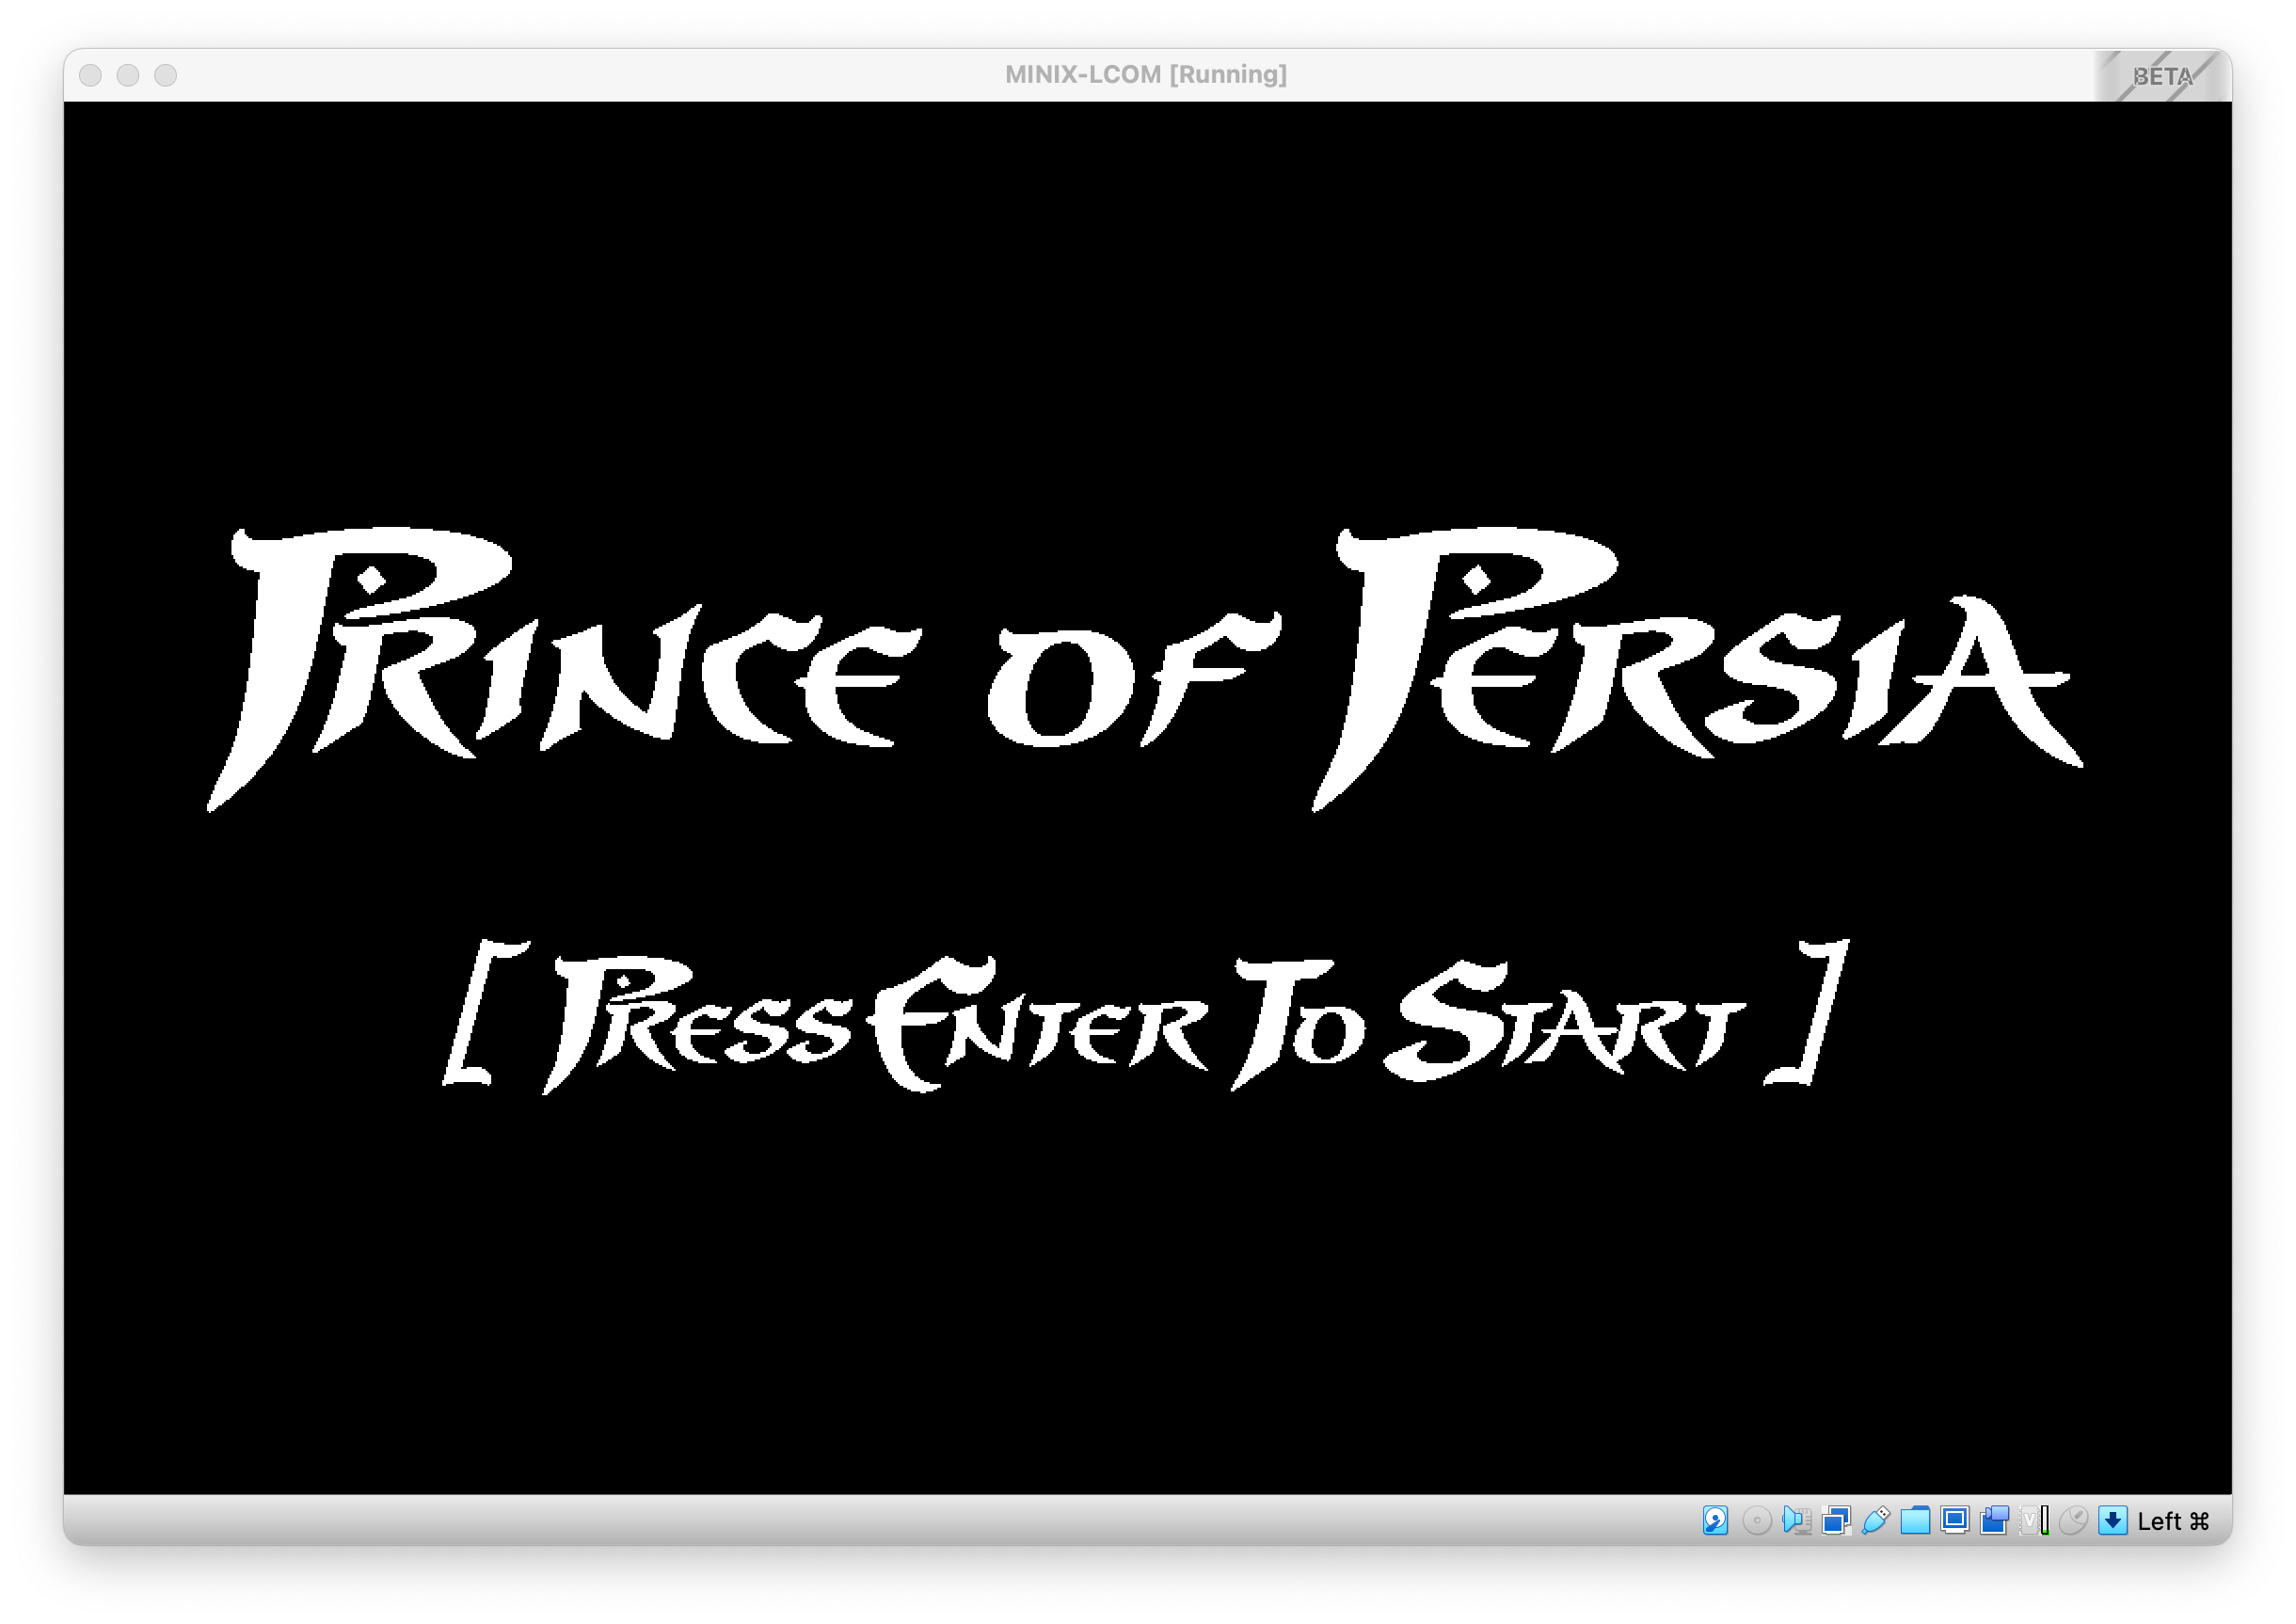 MINIX-LCOM [Running]
BETA
PRINCE OF PERSIA
[ PRESS ENTER TO START ]
Left ⌘